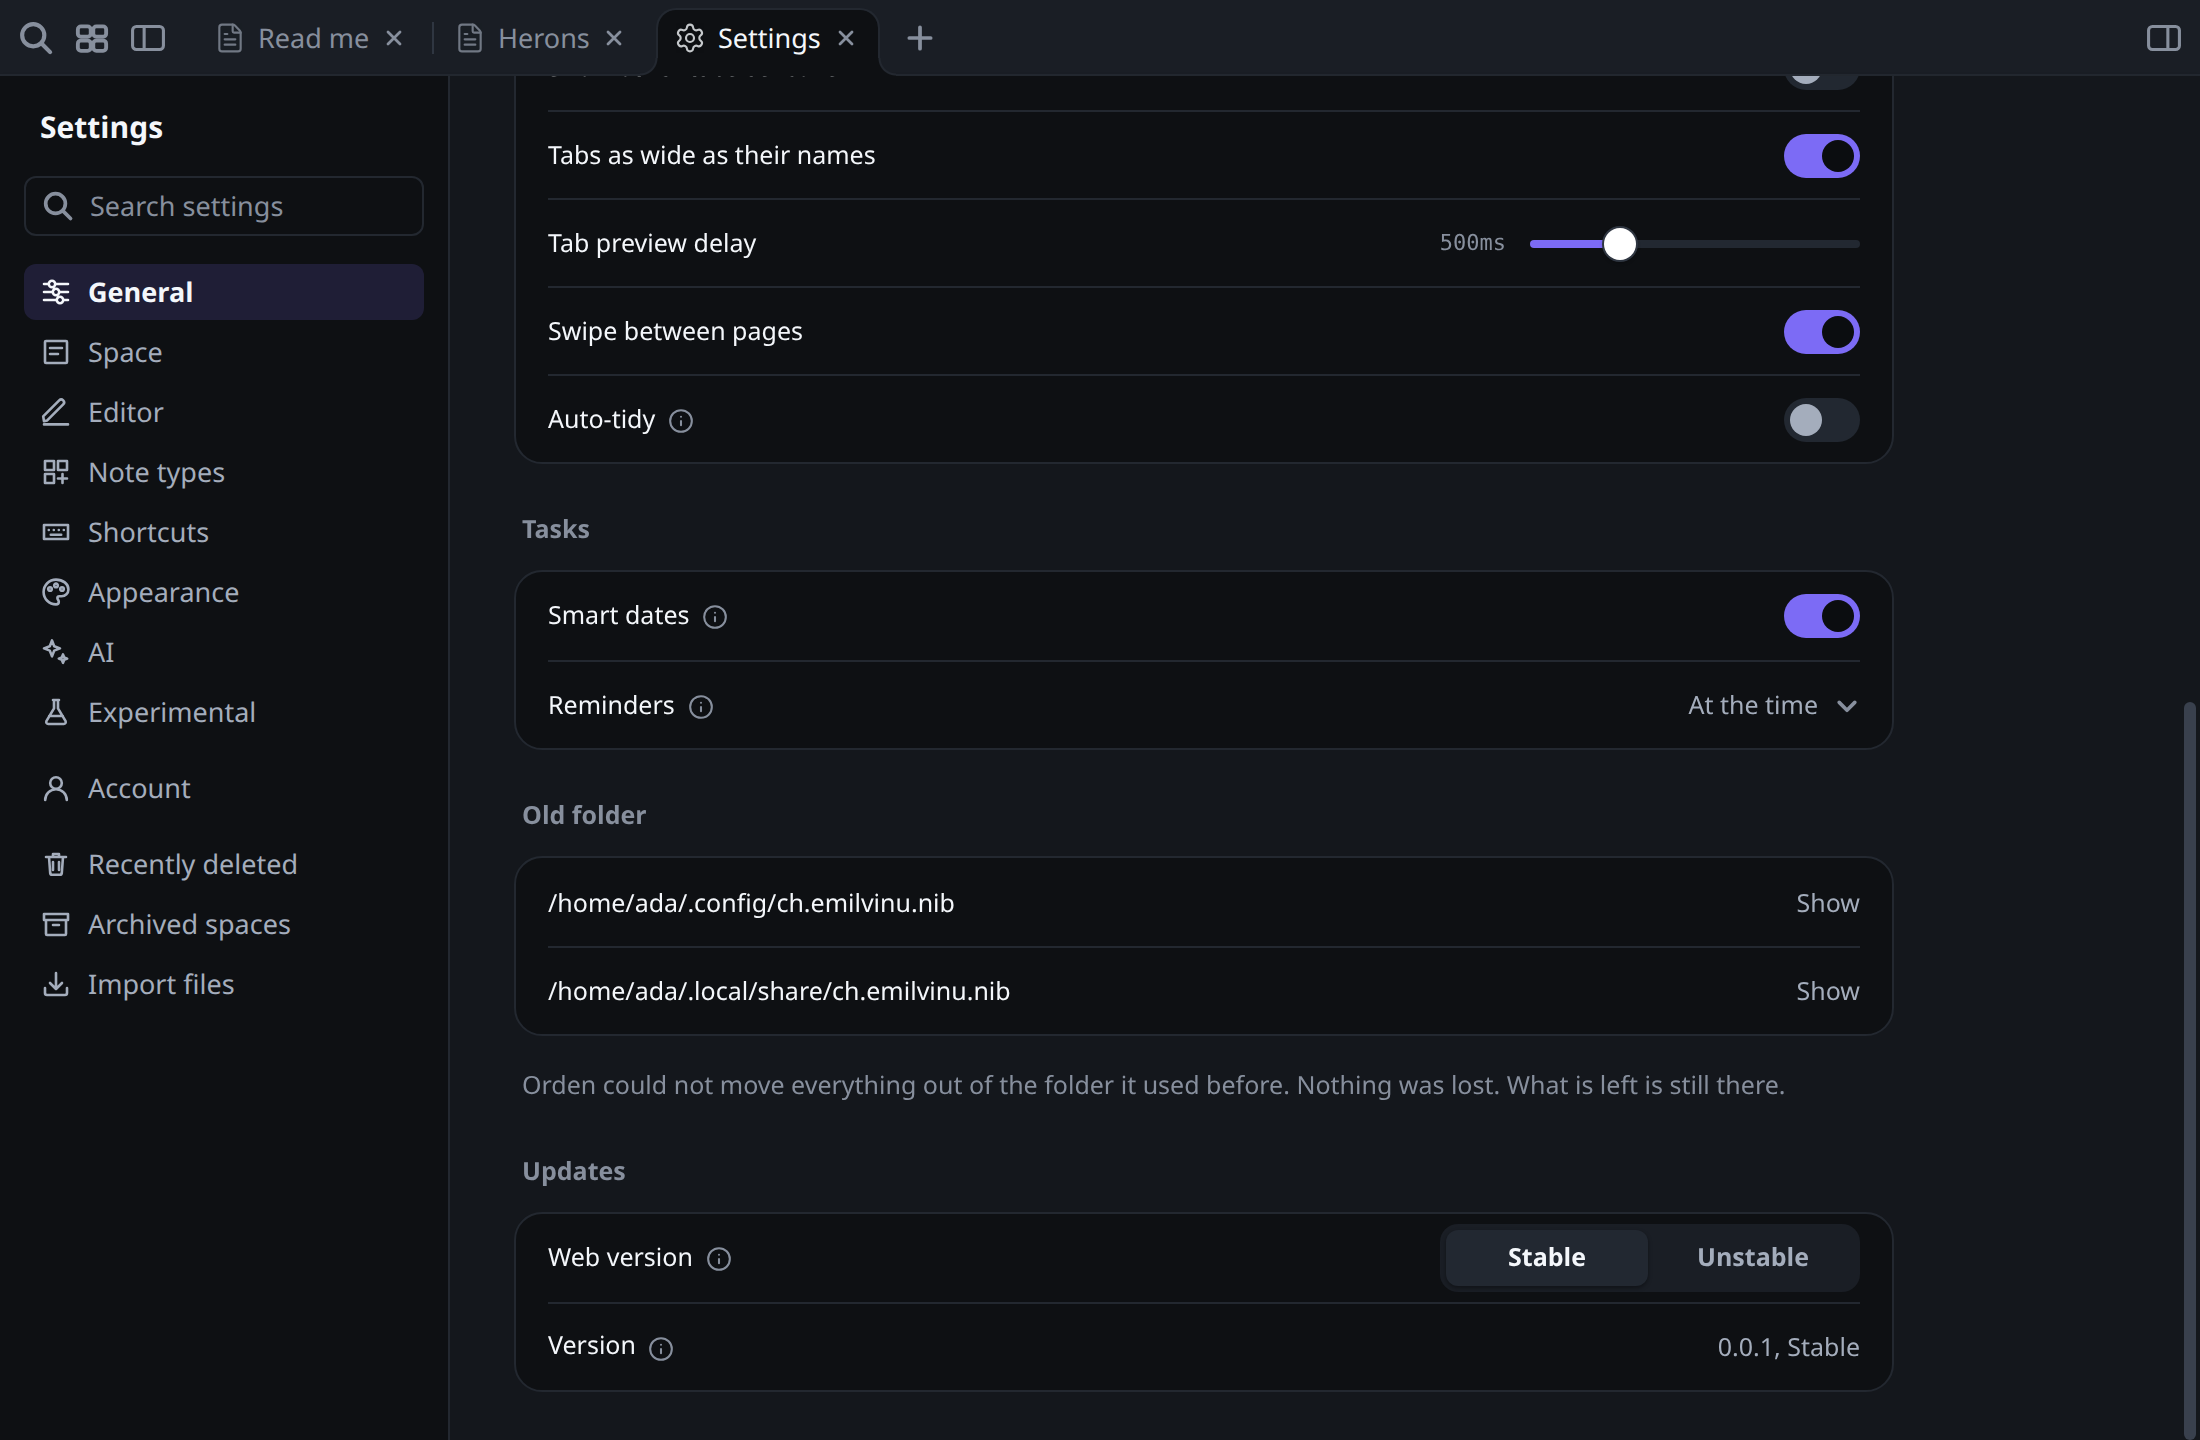 Read me
Herons
Settings
Settings
Search settings
General
Space
Editor
Note types
Shortcuts
Appearance
AI
Experimental
Account
Recently deleted
Archived spaces
Import files
Tabs as wide as their names
Tab preview delay
500ms
Swipe between pages
Auto-tidy
Tasks
Smart dates
Reminders
At the time
Old folder
/home/ada/.config/ch.emilvinu.nib
Show
/home/ada/.local/share/ch.emilvinu.nib
Show
Orden could not move everything out of the folder it used before. Nothing was lost. What is left is still there.
Updates
Web version
Stable
Unstable
Version
0.0.1, Stable